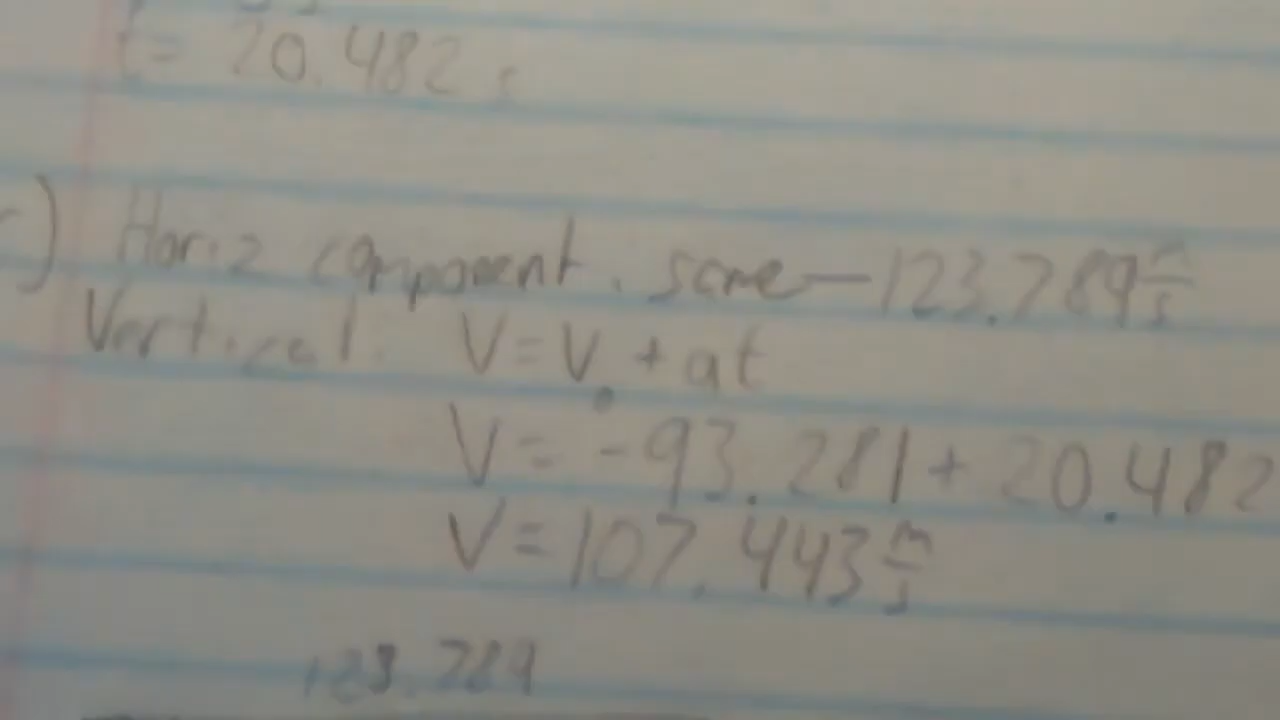 t = 20.482 s
) Horiz component. same — 123.789 m/s
Vertical: V = V₀ + at
V = -93.281 + 20.482
V = 107.443 m/s
123.789